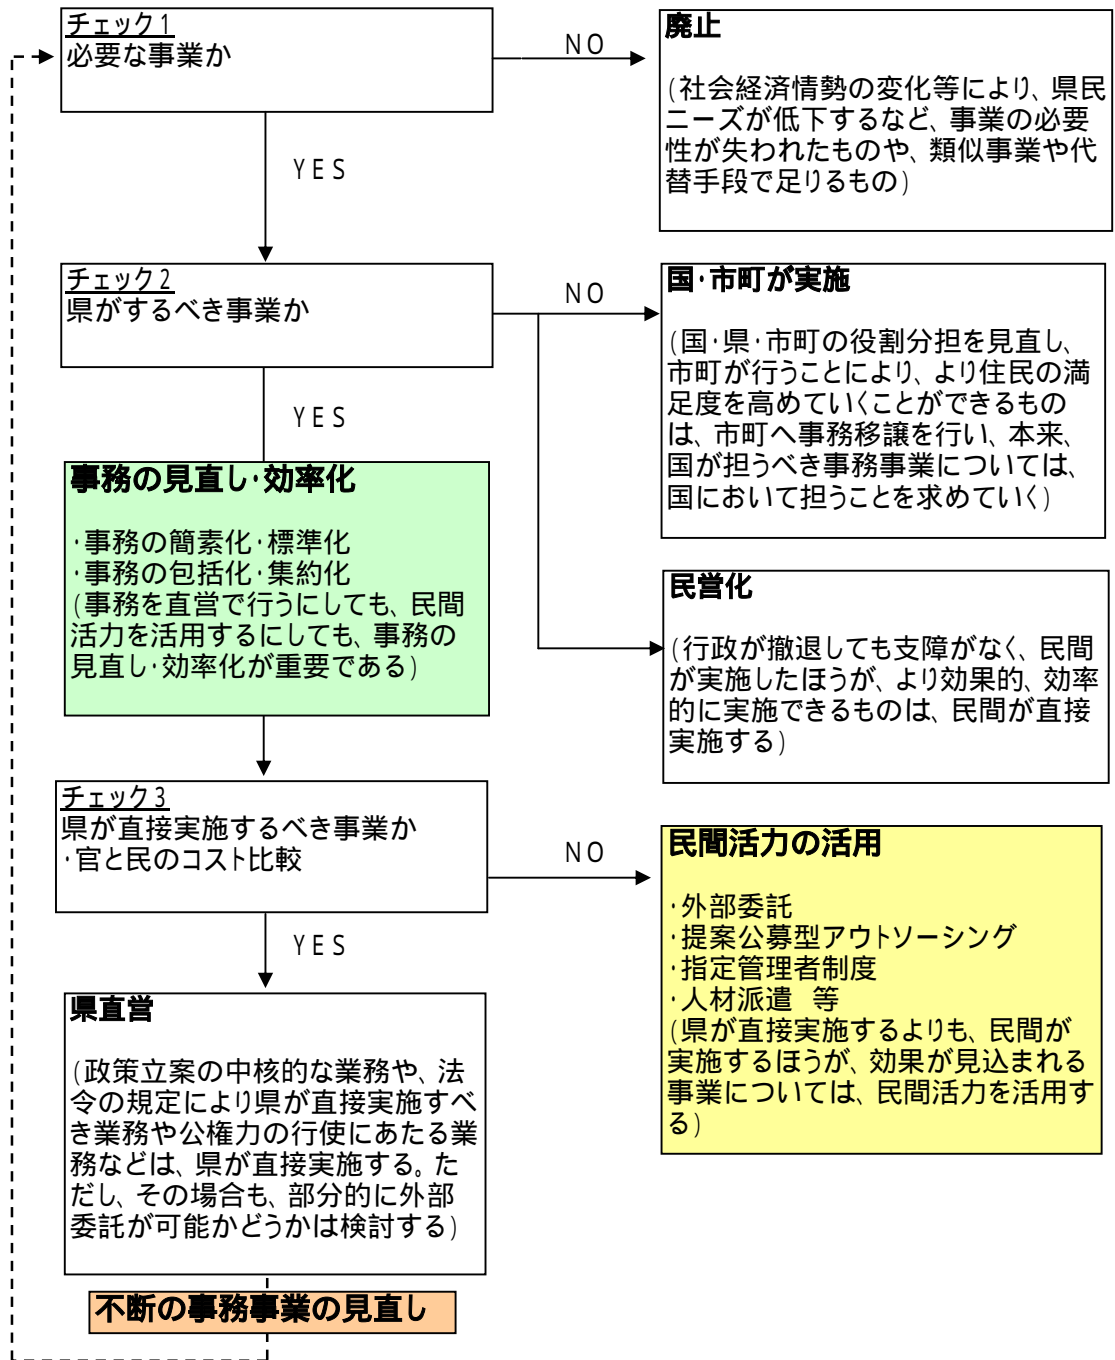 チェック1
必要な事業か
NO
廃止
(社会経済情勢の変化等により、県民
ニーズが低下するなど、事業の必要
性が失われたものや、類似事業や代
替手段で足りるもの)
YES
チェック2
県がするべき事業か
NO
国・市町が実施
(国・県・市町の役割分担を見直し、
市町が行うことにより、より住民の満
足度を高めていくことができるもの
は、市町へ事務移譲を行い、本来、
国が担うべき事務事業については、
国において担うことを求めていく)
YES
事務の見直し・効率化
・事務の簡素化・標準化
・事務の包括化・集約化
(事務を直営で行うにしても、民間
活力を活用するにしても、事務の
見直し・効率化が重要である)
民営化
(行政が撤退しても支障がなく、民間
が実施したほうが、より効果的、効率
的に実施できるものは、民間が直接
実施する)
チェック3
県が直接実施するべき事業か
・官と民のコスト比較
NO
民間活力の活用
・外部委託
・提案公募型アウトソーシング
・指定管理者制度
・人材派遣 等
(県が直接実施するよりも、民間が
実施するほうが、効果が見込まれる
事業については、民間活力を活用す
る)
YES
県直営
(政策立案の中核的な業務や、法
令の規定により県が直接実施すべ
き業務や公権力の行使にあたる業
務などは、県が直接実施する。た
だし、その場合も、部分的に外部
委託が可能かどうかは検討する)
不断の事務事業の見直し